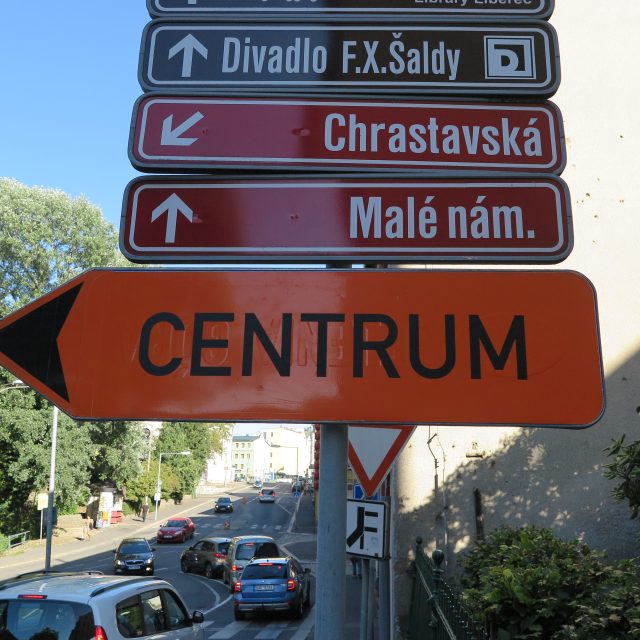 Library Liberec
Divadlo F.X.Šaldy
Chrastavská
Malé nám.
CENTRUM